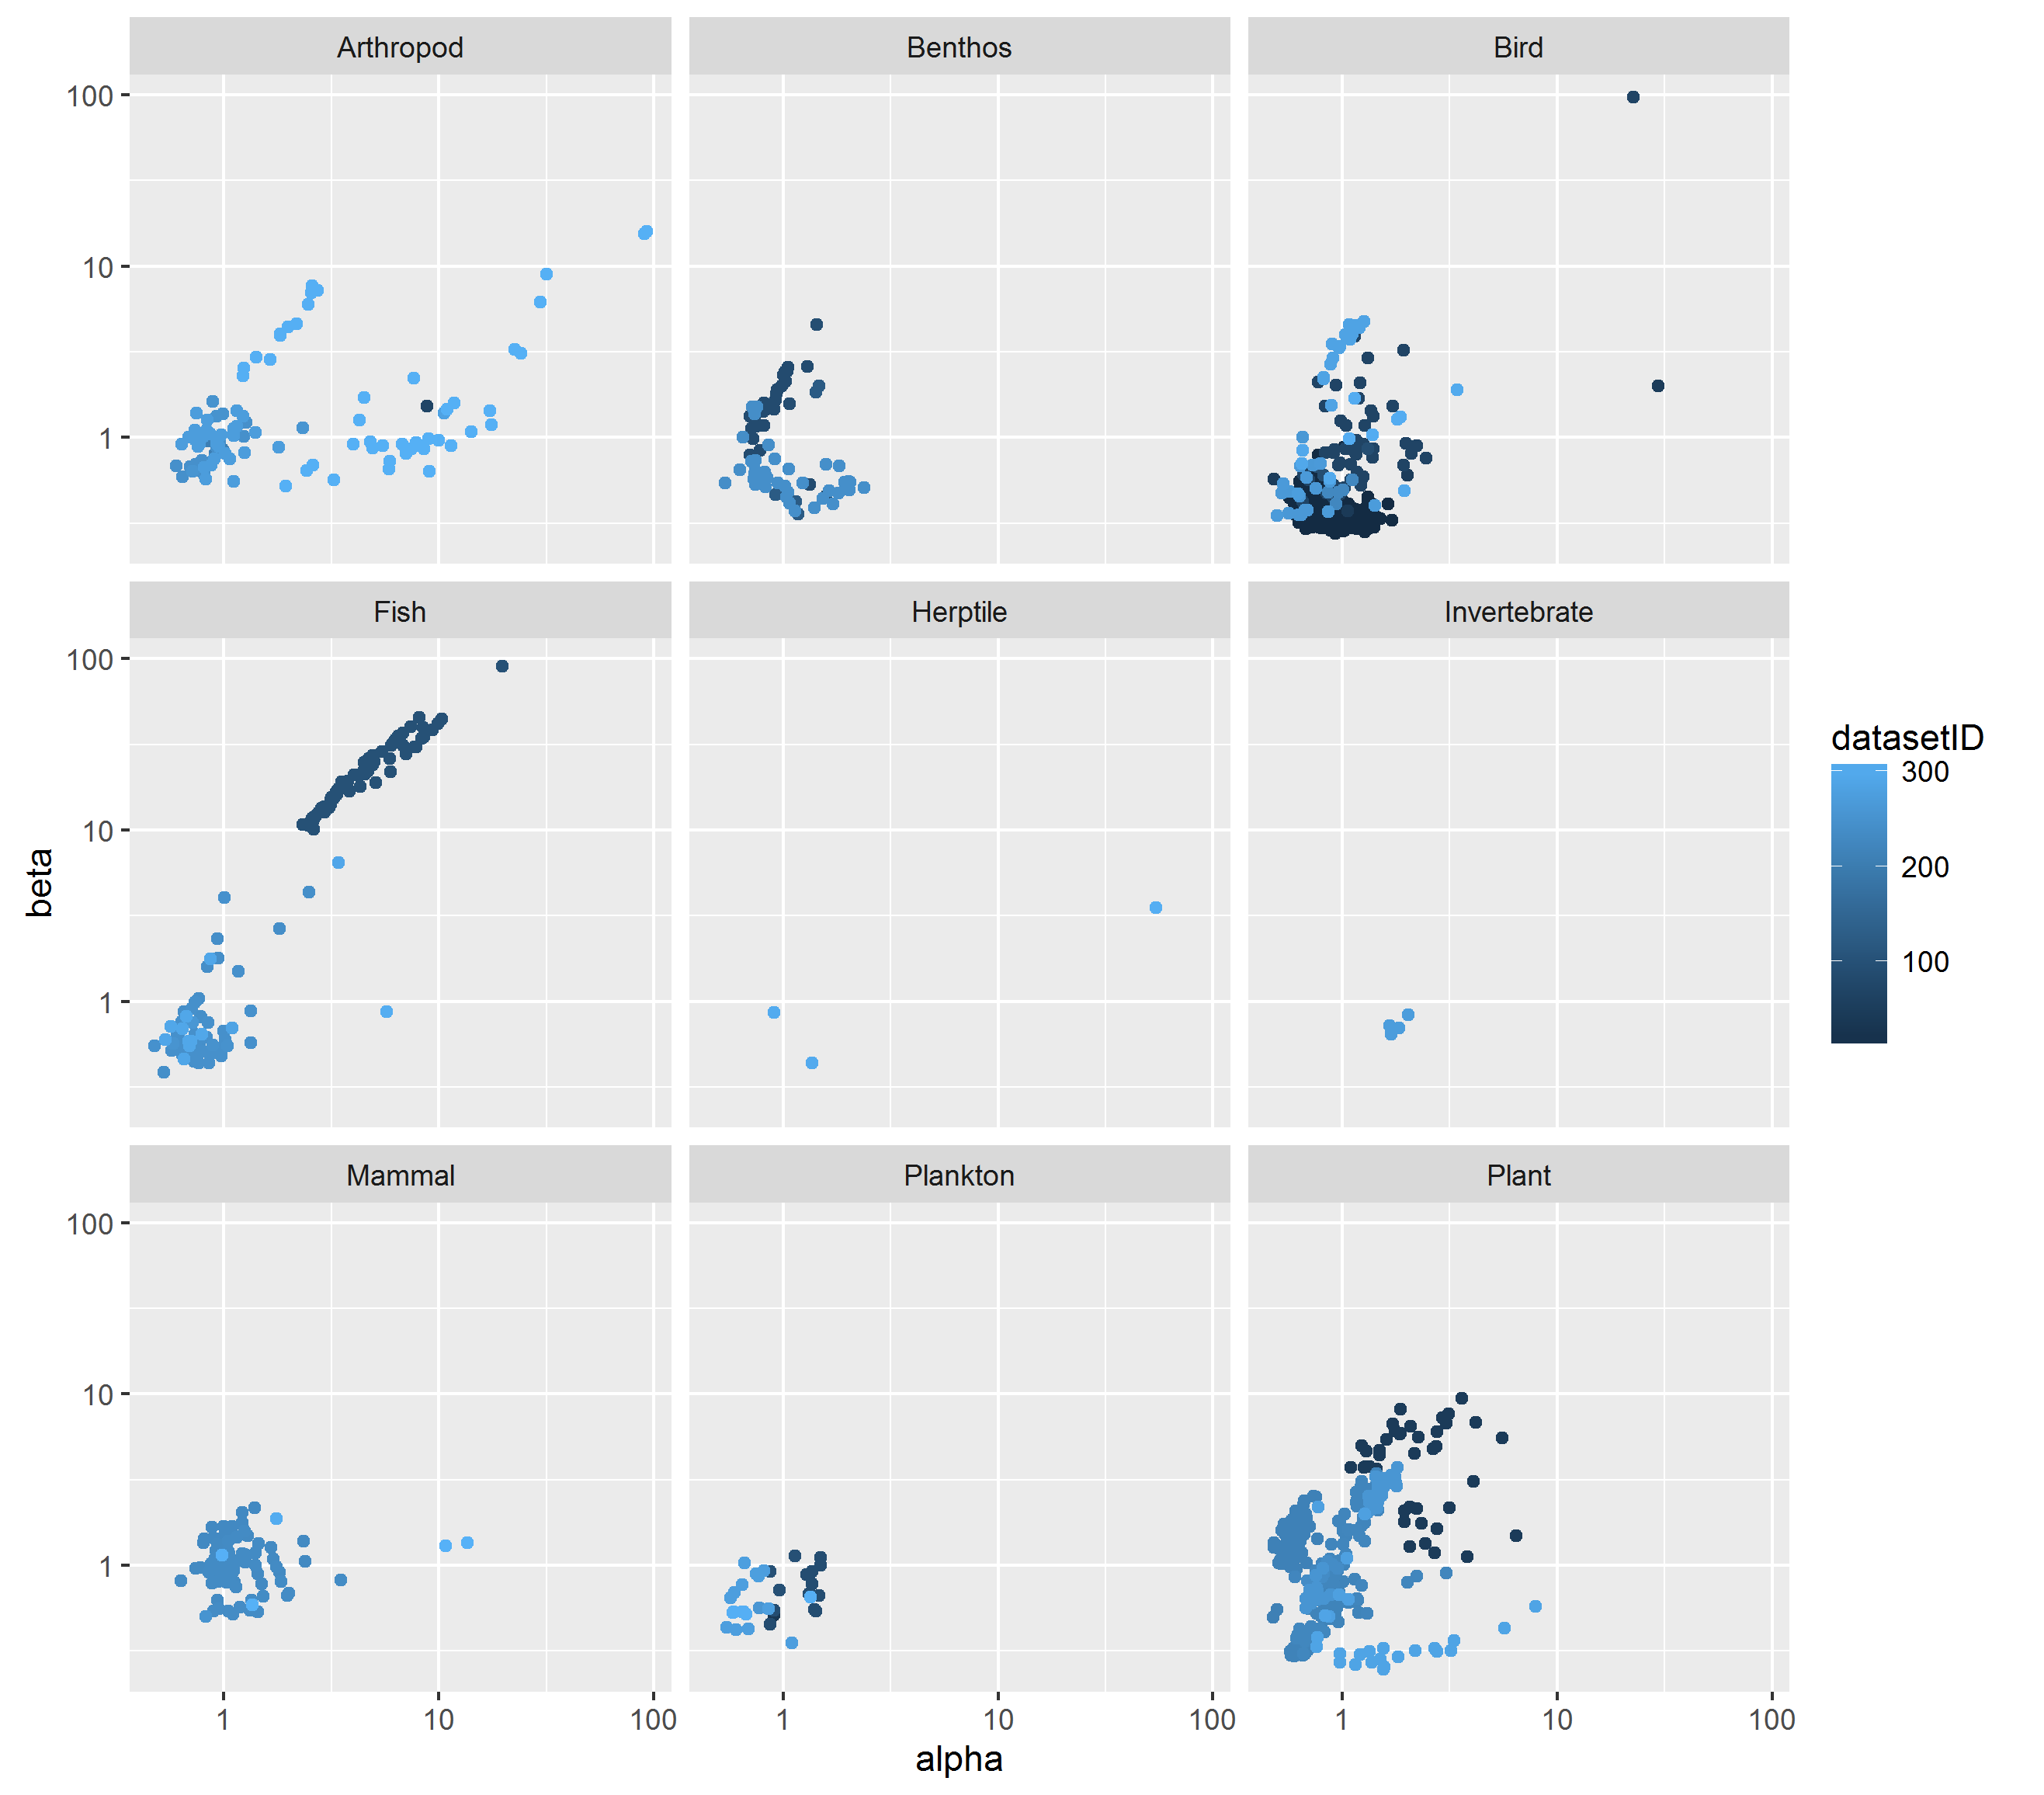 Arthropod Benthos Bird
100
10
1
Fish Herptile Invertebrate
100
10
1
beta
datasetID
300
200
100
Mammal Plankton Plant
100
10
1
1 10 100 1 10 100 1 10 100
alpha